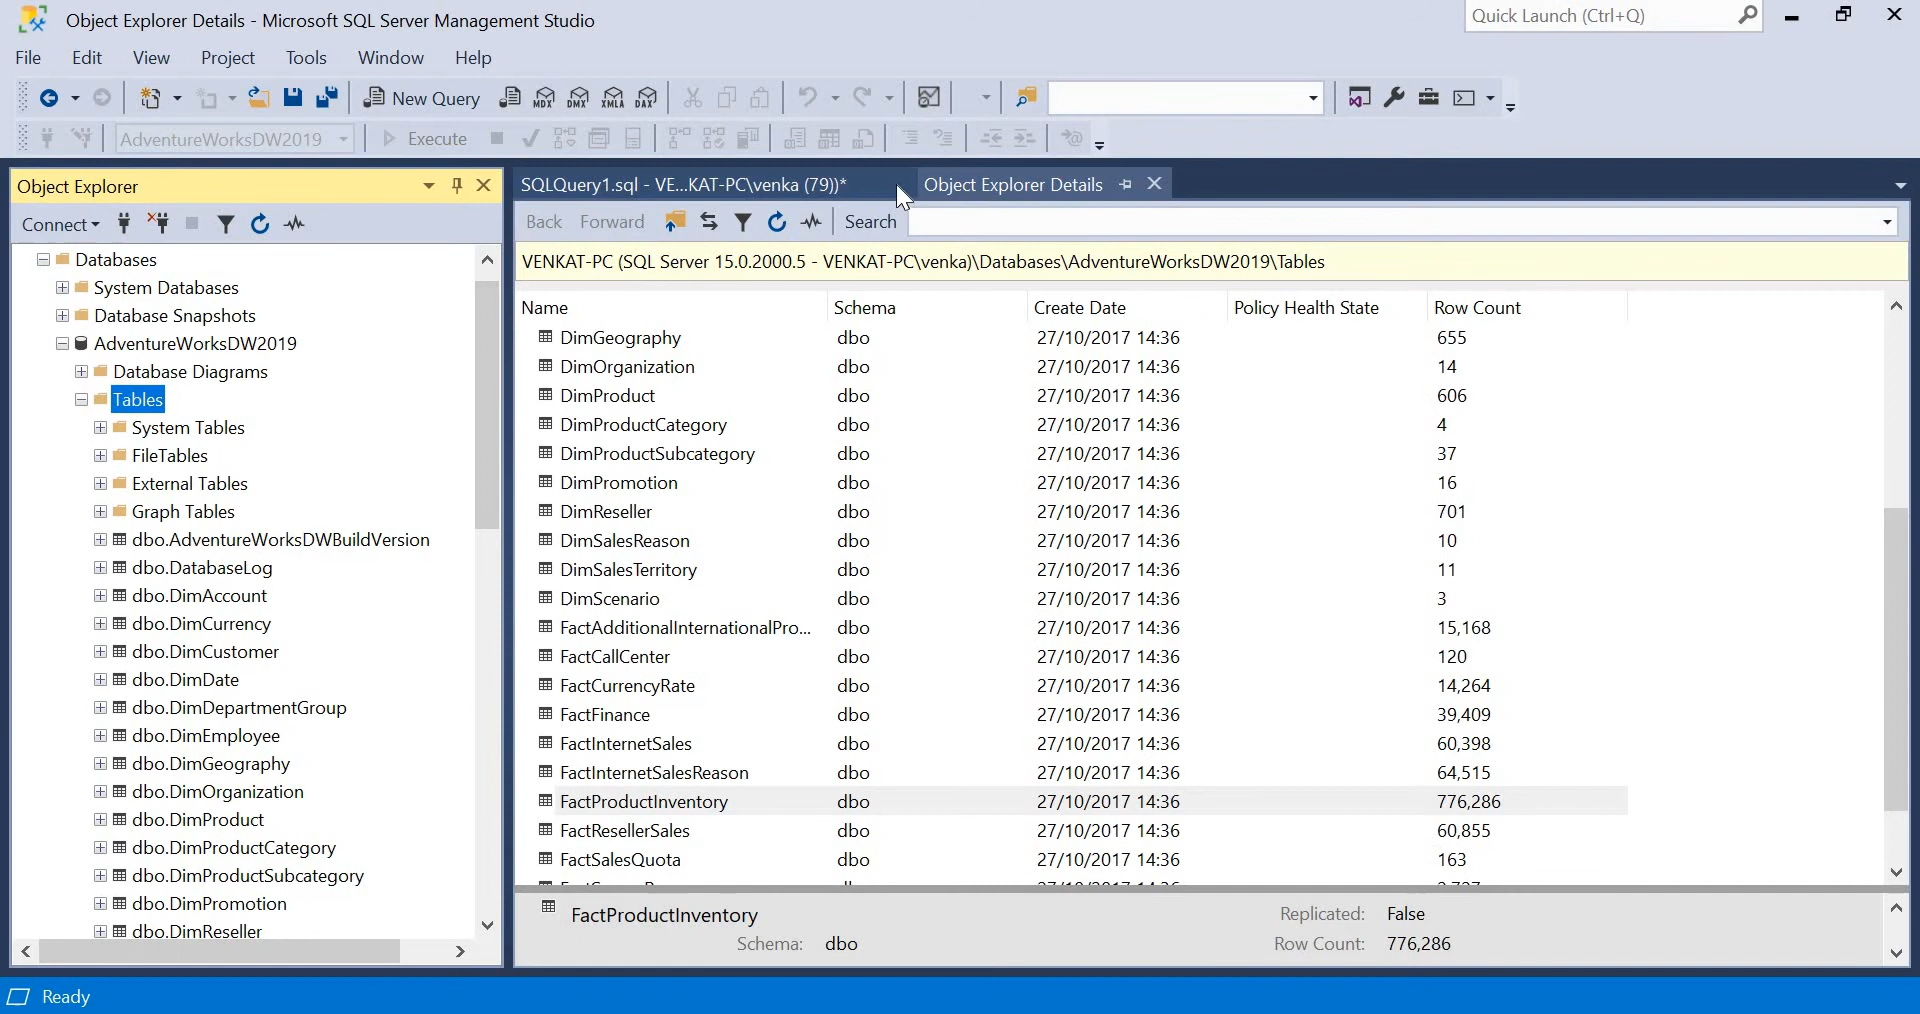 Object Explorer Details - Microsoft SQL Server Management Studio
Quick Launch (Ctrl+Q)
File Edit View Project Tools Window Help
New Query MDX DMX XMLA DAX
AdventureWorksDW2019 Execute
Object Explorer
Connect
Databases
System Databases
Database Snapshots
AdventureWorksDW2019
Database Diagrams
Tables
System Tables
FileTables
External Tables
Graph Tables
dbo.AdventureWorksDWBuildVersion
dbo.DatabaseLog
dbo.DimAccount
dbo.DimCurrency
dbo.DimCustomer
dbo.DimDate
dbo.DimDepartmentGroup
dbo.DimEmployee
dbo.DimGeography
dbo.DimOrganization
dbo.DimProduct
dbo.DimProductCategory
dbo.DimProductSubcategory
dbo.DimPromotion
dbo.DimReseller
SQLQuery1.sql - VE...KAT-PC\venka (79))* Object Explorer Details
Back Forward Search
VENKAT-PC (SQL Server 15.0.2000.5 - VENKAT-PC\venka)\Databases\AdventureWorksDW2019\Tables
Name Schema Create Date Policy Health State Row Count
DimGeography dbo 27/10/2017 14:36 655
DimOrganization dbo 27/10/2017 14:36 14
DimProduct dbo 27/10/2017 14:36 606
DimProductCategory dbo 27/10/2017 14:36 4
DimProductSubcategory dbo 27/10/2017 14:36 37
DimPromotion dbo 27/10/2017 14:36 16
DimReseller dbo 27/10/2017 14:36 701
DimSalesReason dbo 27/10/2017 14:36 10
DimSalesTerritory dbo 27/10/2017 14:36 11
DimScenario dbo 27/10/2017 14:36 3
FactAdditionalInternationalPro... dbo 27/10/2017 14:36 15,168
FactCallCenter dbo 27/10/2017 14:36 120
FactCurrencyRate dbo 27/10/2017 14:36 14,264
FactFinance dbo 27/10/2017 14:36 39,409
FactInternetSales dbo 27/10/2017 14:36 60,398
FactInternetSalesReason dbo 27/10/2017 14:36 64,515
FactProductInventory dbo 27/10/2017 14:36 776,286
FactResellerSales dbo 27/10/2017 14:36 60,855
FactSalesQuota dbo 27/10/2017 14:36 163
FactProductInventory Replicated: False
Schema: dbo Row Count: 776,286
Ready